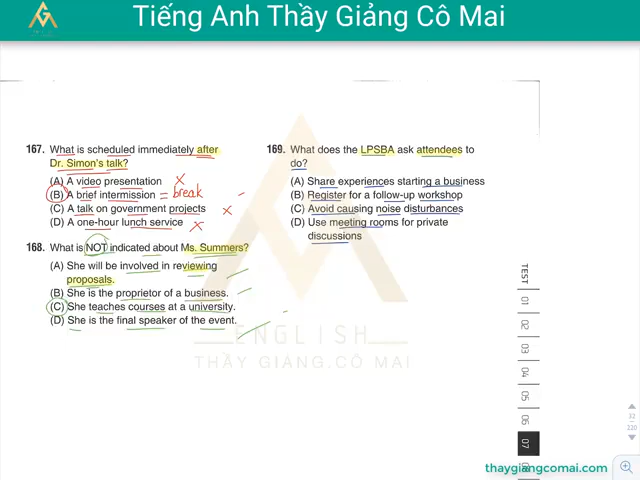 Tiếng Anh Thầy Giảng Cô Mai
167. What is scheduled immediately after
Dr. Simon's talk?
(A) A video presentation
(B) A brief intermission = break
(C) A talk on government projects
(D) A one-hour lunch service
168. What is NOT indicated about Ms. Summers?
(A) She will be involved in reviewing
proposals.
(B) She is the proprietor of a business.
(C) She teaches courses at a university.
(D) She is the final speaker of the event.
169. What does the LPSBA ask attendees to
do?
(A) Share experiences starting a business
(B) Register for a follow-up workshop
(C) Avoid causing noise disturbances
(D) Use meeting rooms for private
discussions
ENGLISH
THẦY GIẢNG.CÔ MAI
TEST
01
02
03
04
05
06
07
32
220
thaygiangcomai.com